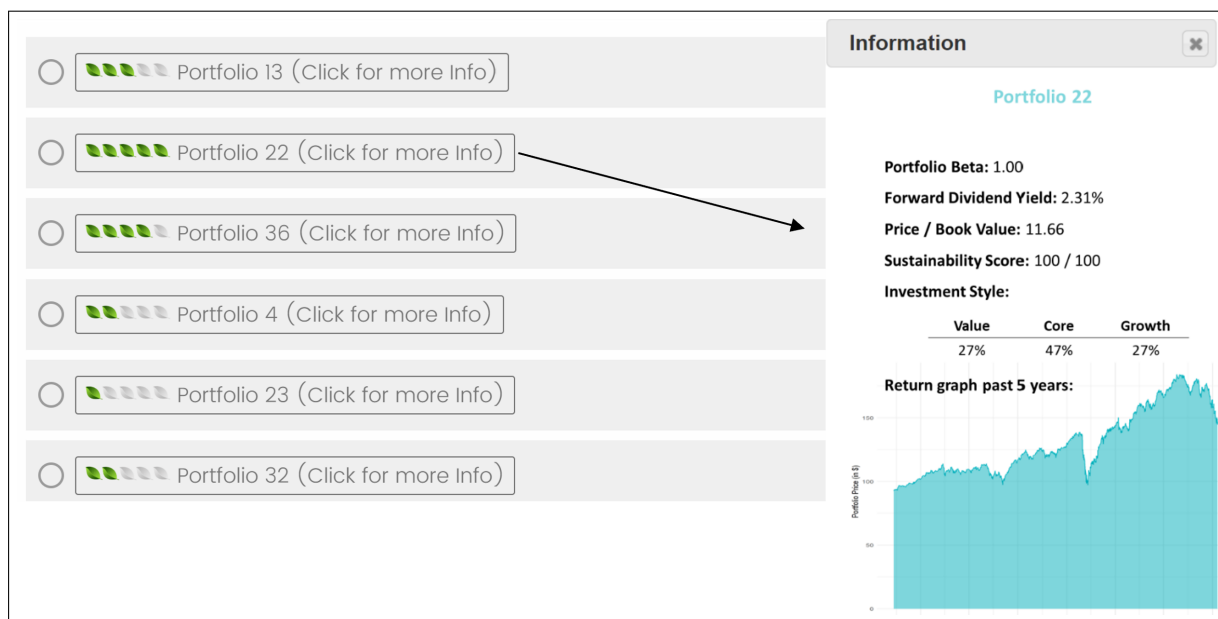 Portfolio 13 (Click for more Info)
Portfolio 22 (Click for more Info)
Portfolio 36 (Click for more Info)
Portfolio 4 (Click for more Info)
Portfolio 23 (Click for more Info)
Portfolio 32 (Click for more Info)
Information
Portfolio 22
Portfolio Beta: 1.00
Forward Dividend Yield: 2.31%
Price / Book Value: 11.66
Sustainability Score: 100 / 100
Investment Style:
Value Core Growth
27% 47% 27%
Return graph past 5 years:
150
100
50
0
Portfolio Price (in $)